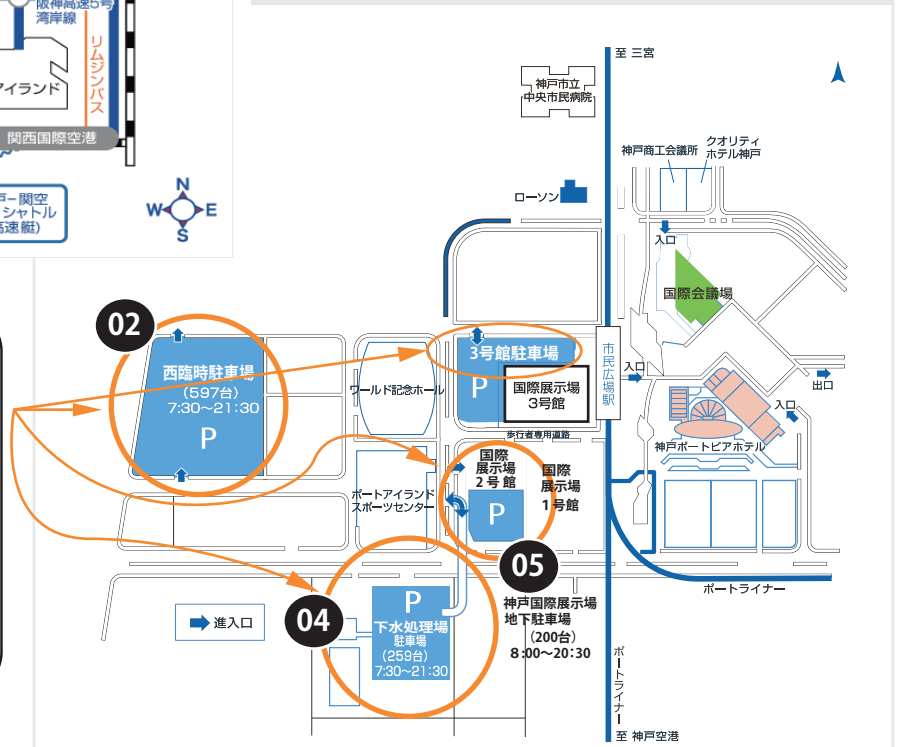 阪神高速5号
湾岸線
リムジンバス
アイランド
関西国際空港
シャトル
N
W
E
S
至 三宮
神戸市立
中央市民病院
神戸商工会議所
クオリティ
ホテル神戸
ローソン
入口
国際会議場
02
西臨時駐車場
(597台)
7:30〜21:30
P
ワールド記念ホール
3号館駐車場
P
国際展示場
3号館
市民広場駅
入口
出口
入口
神戸ポートピアホテル
歩行者専用道路
国際
展示場
2号館
P
国際
展示場
1号館
ポートアイランド
スポーツセンター
05
神戸国際展示場
地下駐車場
(200台)
8:00〜20:30
ポートライナー
進入口
04
P
下水処理場
駐車場
(259台)
7:30〜21:30
ポートライナー
至 神戸空港